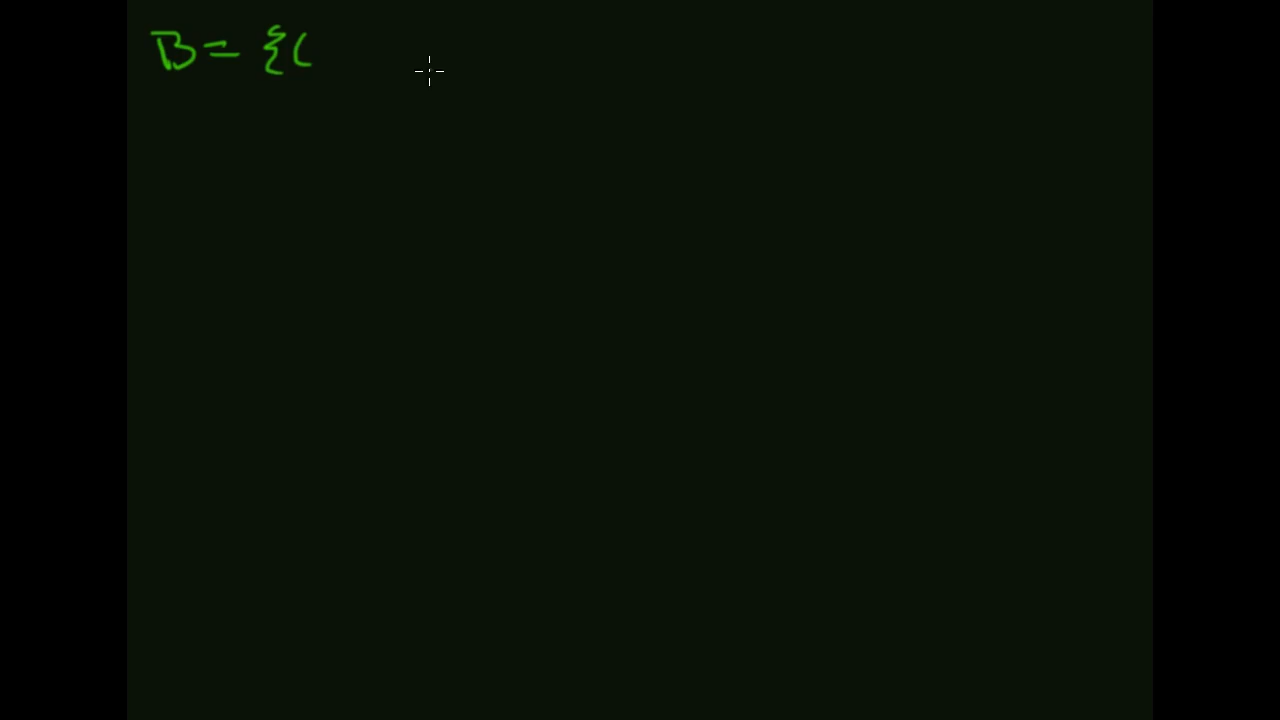 B = {(